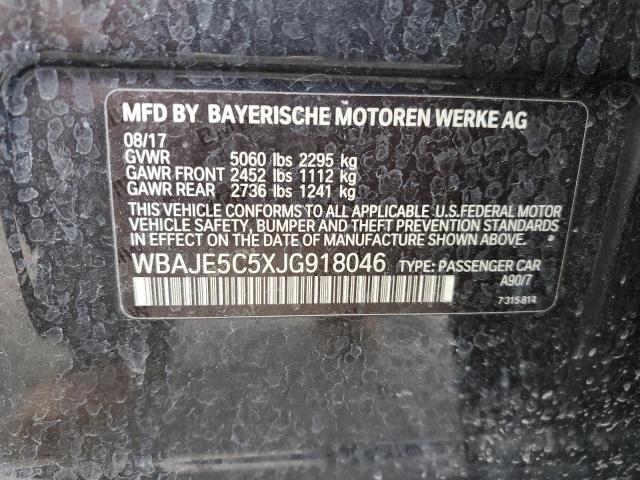 MFD BY BAYERISCHE MOTOREN WERKE AG
08/17
GVWR 5060 lbs 2295 kg
GAWR FRONT 2452 lbs 1112 kg
GAWR REAR 2736 lbs 1241 kg
THIS VEHICLE CONFORMS TO ALL APPLICABLE U.S.FEDERAL MOTOR
VEHICLE SAFETY, BUMPER AND THEFT PREVENTION STANDARDS
IN EFFECT ON THE DATE OF MANUFACTURE SHOWN ABOVE.
WBAJE5C5XJG918046 TYPE: PASSENGER CAR
A90/7
7315814